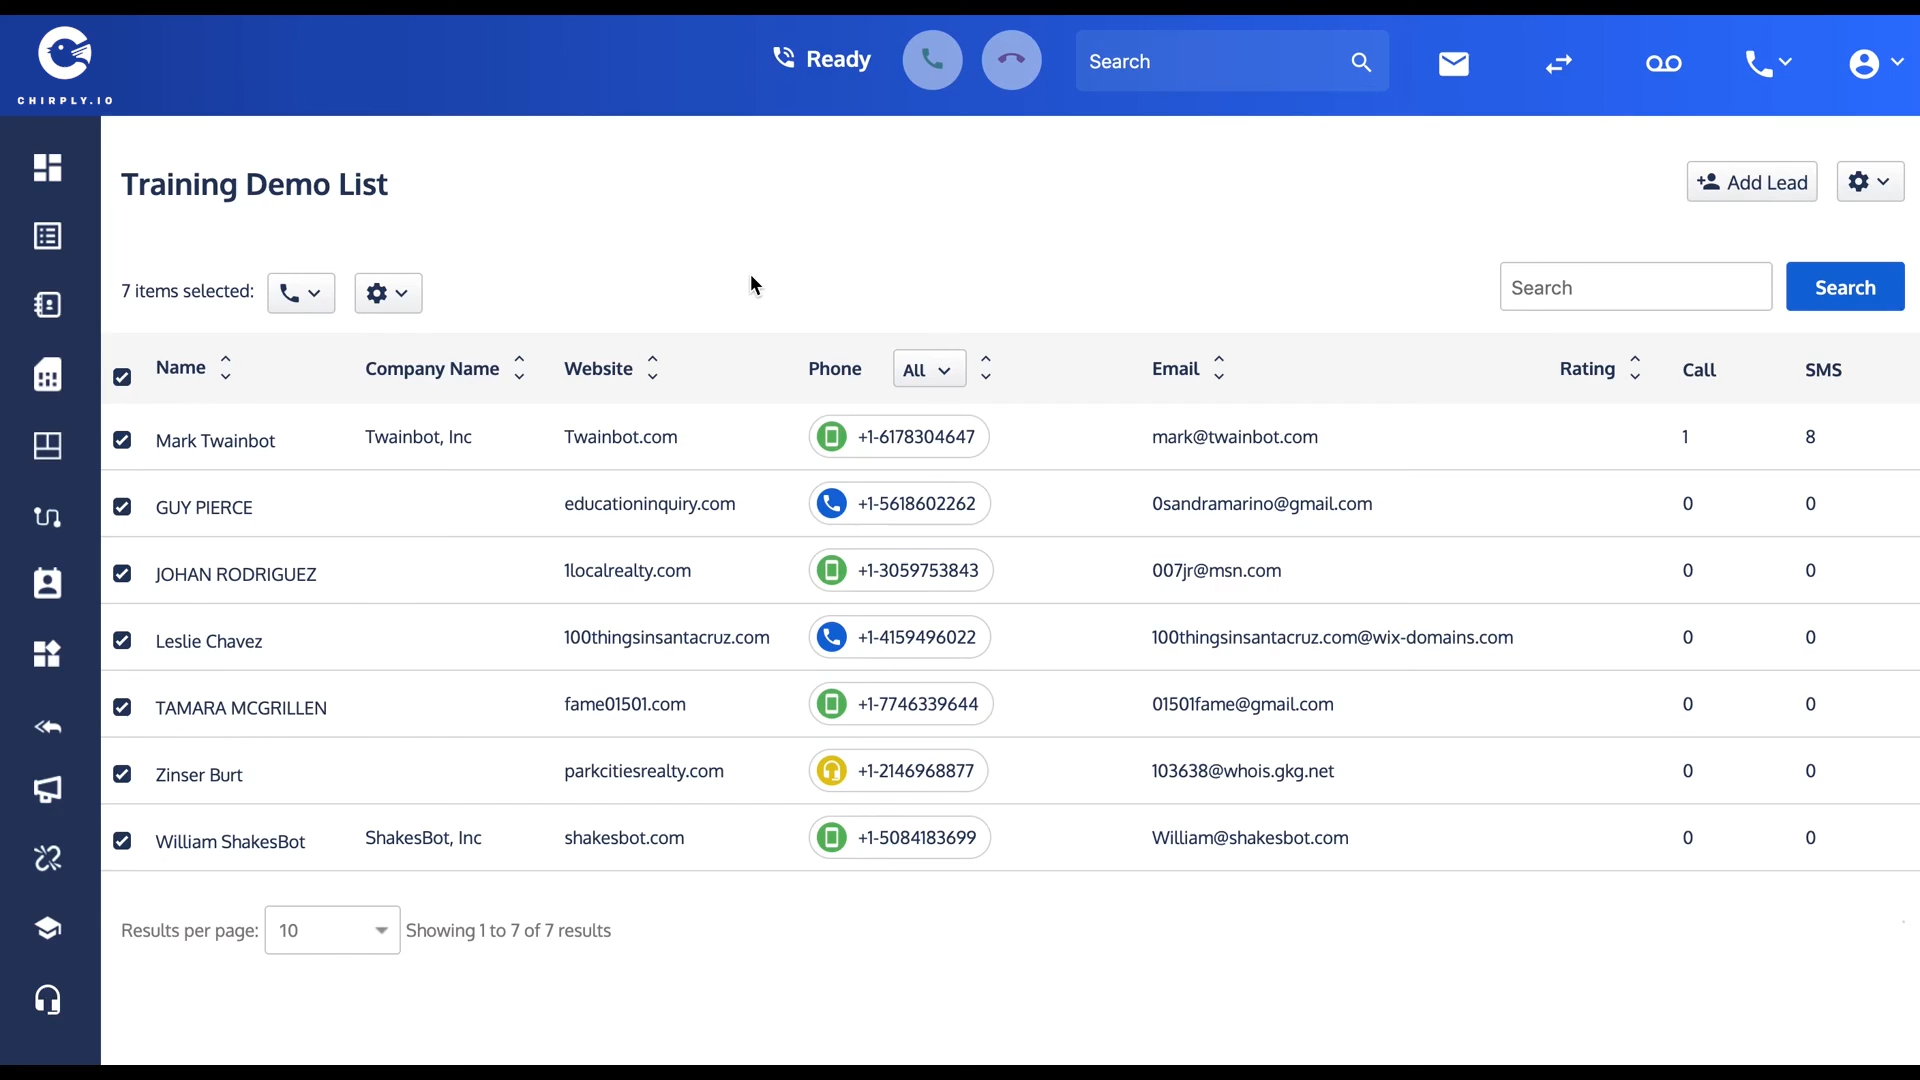 CHIRPLY.IO
Ready
Search
Training Demo List
Add Lead
7 items selected:
Search
Search
Name Company Name Website Phone All Email Rating Call SMS
Mark Twainbot Twainbot, Inc Twainbot.com +1-6178304647 mark@twainbot.com 1 8
GUY PIERCE educationinquiry.com +1-5618602262 0sandramarino@gmail.com 0 0
JOHAN RODRIGUEZ 1localrealty.com +1-3059753843 007jr@msn.com 0 0
Leslie Chavez 100thingsinsantacruz.com +1-4159496022 100thingsinsantacruz.com@wix-domains.com 0 0
TAMARA MCGRILLEN fame01501.com +1-7746339644 01501fame@gmail.com 0 0
Zinser Burt parkcitiesrealty.com +1-2146968877 103638@whois.gkg.net 0 0
William ShakesBot ShakesBot, Inc shakesbot.com +1-5084183699 William@shakesbot.com 0 0
Results per page: 10 Showing 1 to 7 of 7 results